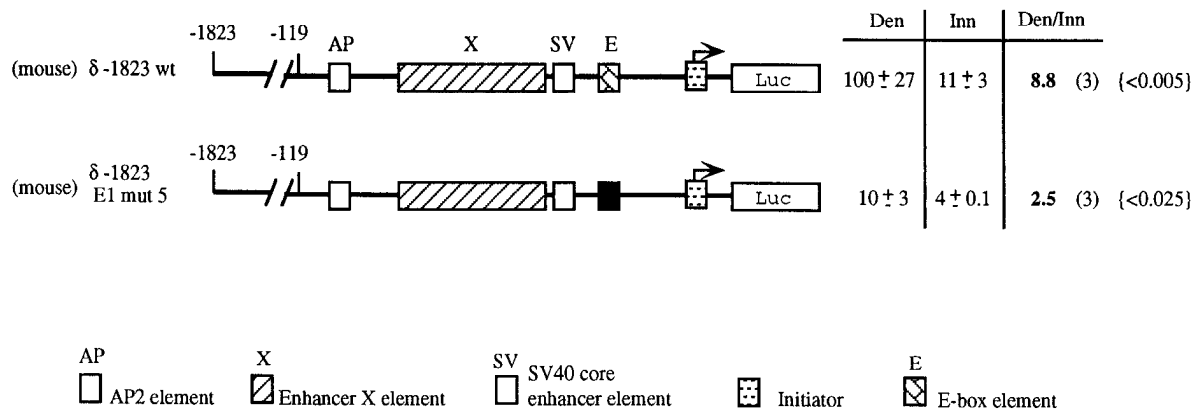 Den Inn Den/Inn
-1823 -119 AP X SV E
(mouse) δ -1823 wt Luc 100 ± 27 11 ± 3 8.8 (3) {<0.005}
-1823 -119
(mouse) δ -1823 E1 mut 5 Luc 10 ± 3 4 ± 0.1 2.5 (3) {<0.025}
AP X SV E
AP2 element Enhancer X element SV40 core enhancer element Initiator E-box element